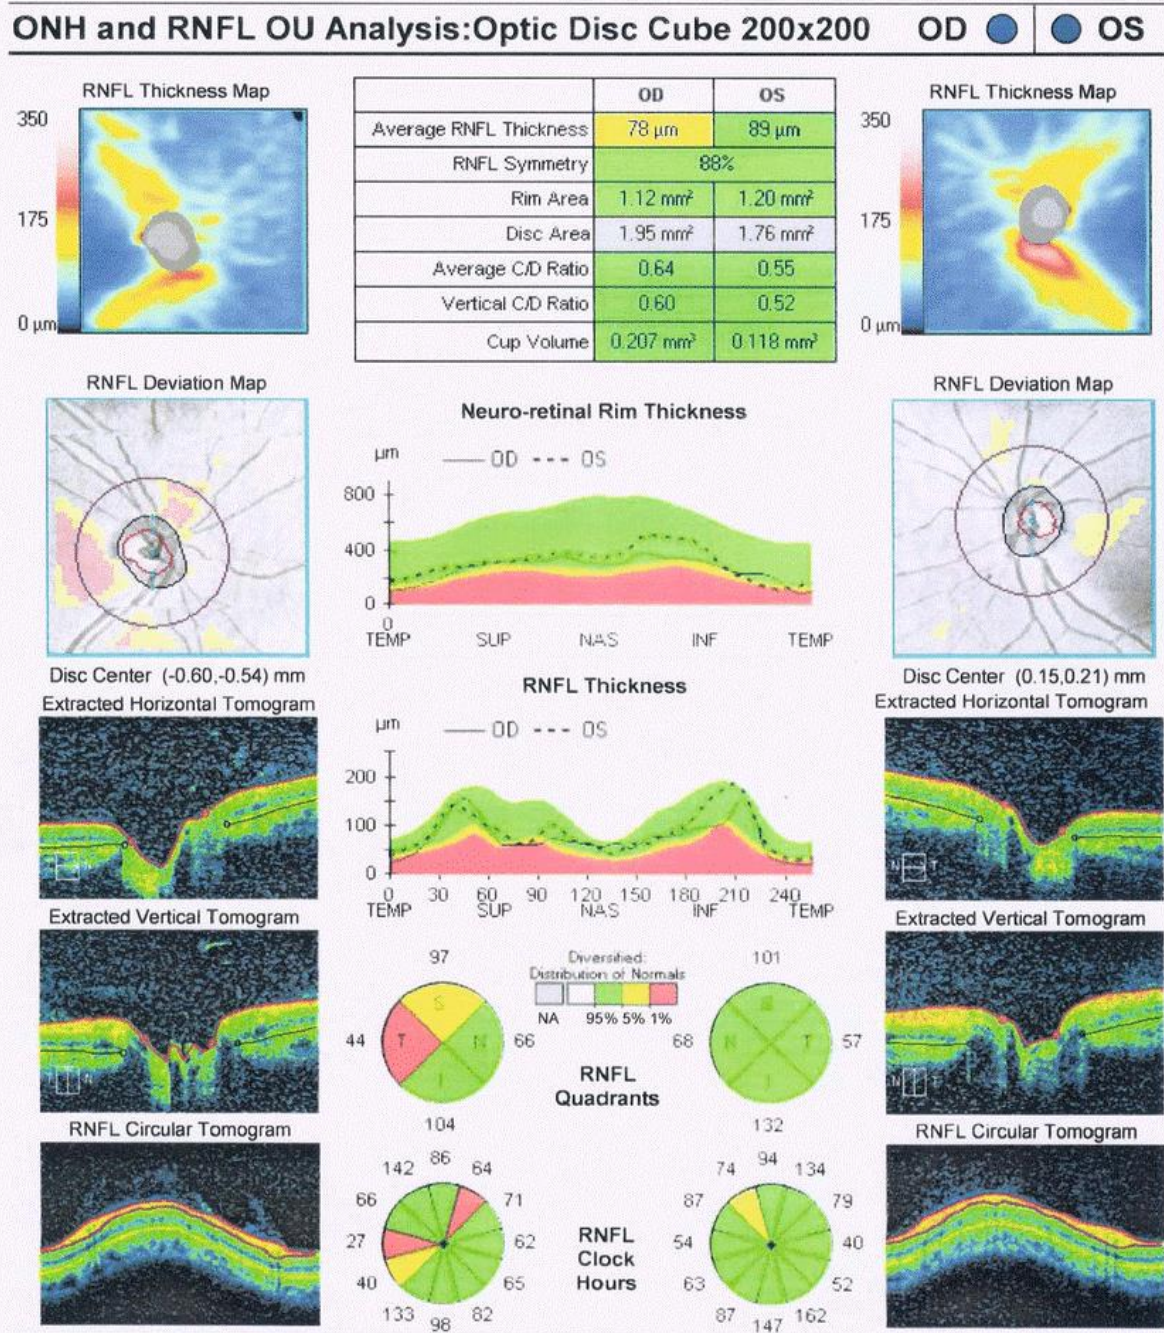 ONH and RNFL OU Analysis:Optic Disc Cube 200x200 OD OS
RNFL Thickness Map
350
175
0 µm
OD OS
Average RNFL Thickness 78 µm 89 µm
RNFL Symmetry 88%
Rim Area 1.12 mm² 1.20 mm²
Disc Area 1.95 mm² 1.76 mm²
Average C/D Ratio 0.64 0.55
Vertical C/D Ratio 0.60 0.52
Cup Volume 0.207 mm³ 0.118 mm³
RNFL Thickness Map
350
175
0 µm
RNFL Deviation Map
Disc Center (-0.60,-0.54) mm
Extracted Horizontal Tomogram
N
Extracted Vertical Tomogram
N
RNFL Circular Tomogram
Neuro-retinal Rim Thickness
µm OD OS
800
400
0
0
TEMP SUP NAS INF TEMP
RNFL Thickness
µm OD OS
200
100
0
0 30 60 90 120 150 180 210 240
TEMP SUP NAS INF TEMP
Diversified:
Distribution of Normals
NA 95% 5% 1%
97
S
44 T N 66
I
104
RNFL
Quadrants
101
S
68 N T 57
I
132
86
142 64
66 71
27 62
40 65
133 82
98
RNFL
Clock
Hours
94
74 134
87 79
54 40
63 52
87 162
147
RNFL Deviation Map
Disc Center (0.15,0.21) mm
Extracted Horizontal Tomogram
N T
Extracted Vertical Tomogram
N T
RNFL Circular Tomogram